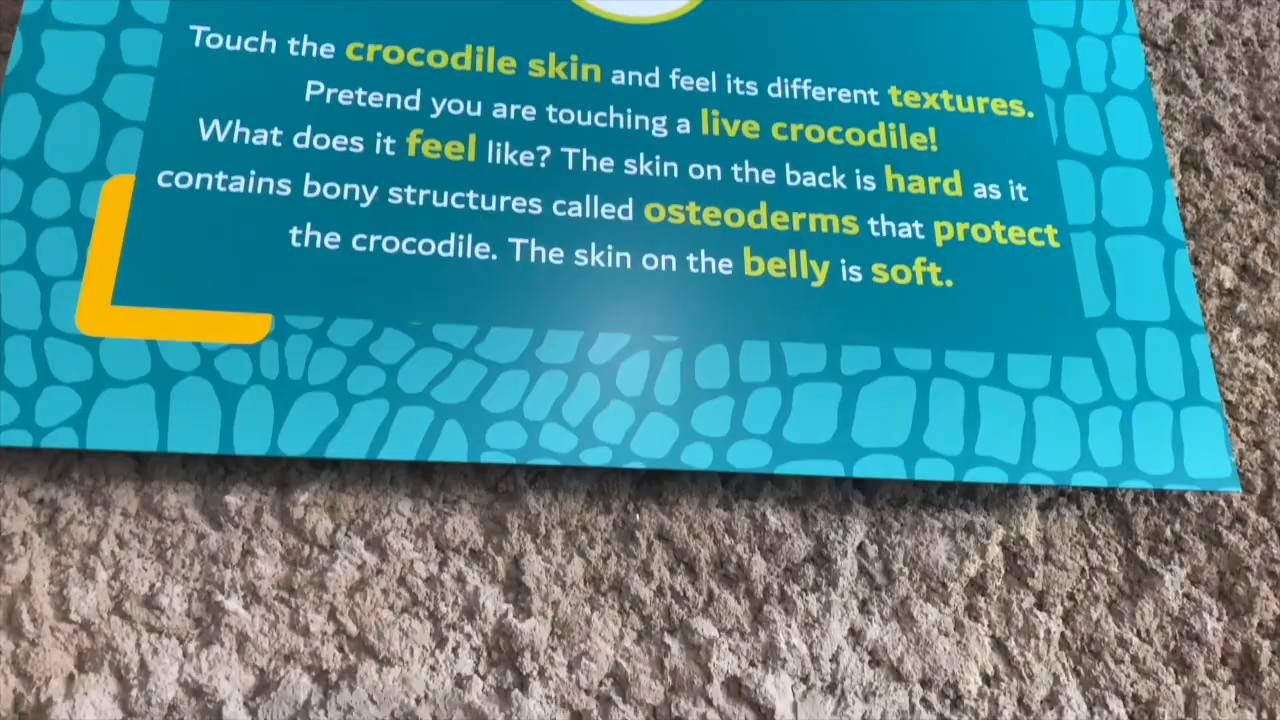 Touch the crocodile skin and feel its different textures.
Pretend you are touching a live crocodile!
What does it feel like? The skin on the back is hard as it
contains bony structures called osteoderms that protect
the crocodile. The skin on the belly is soft.